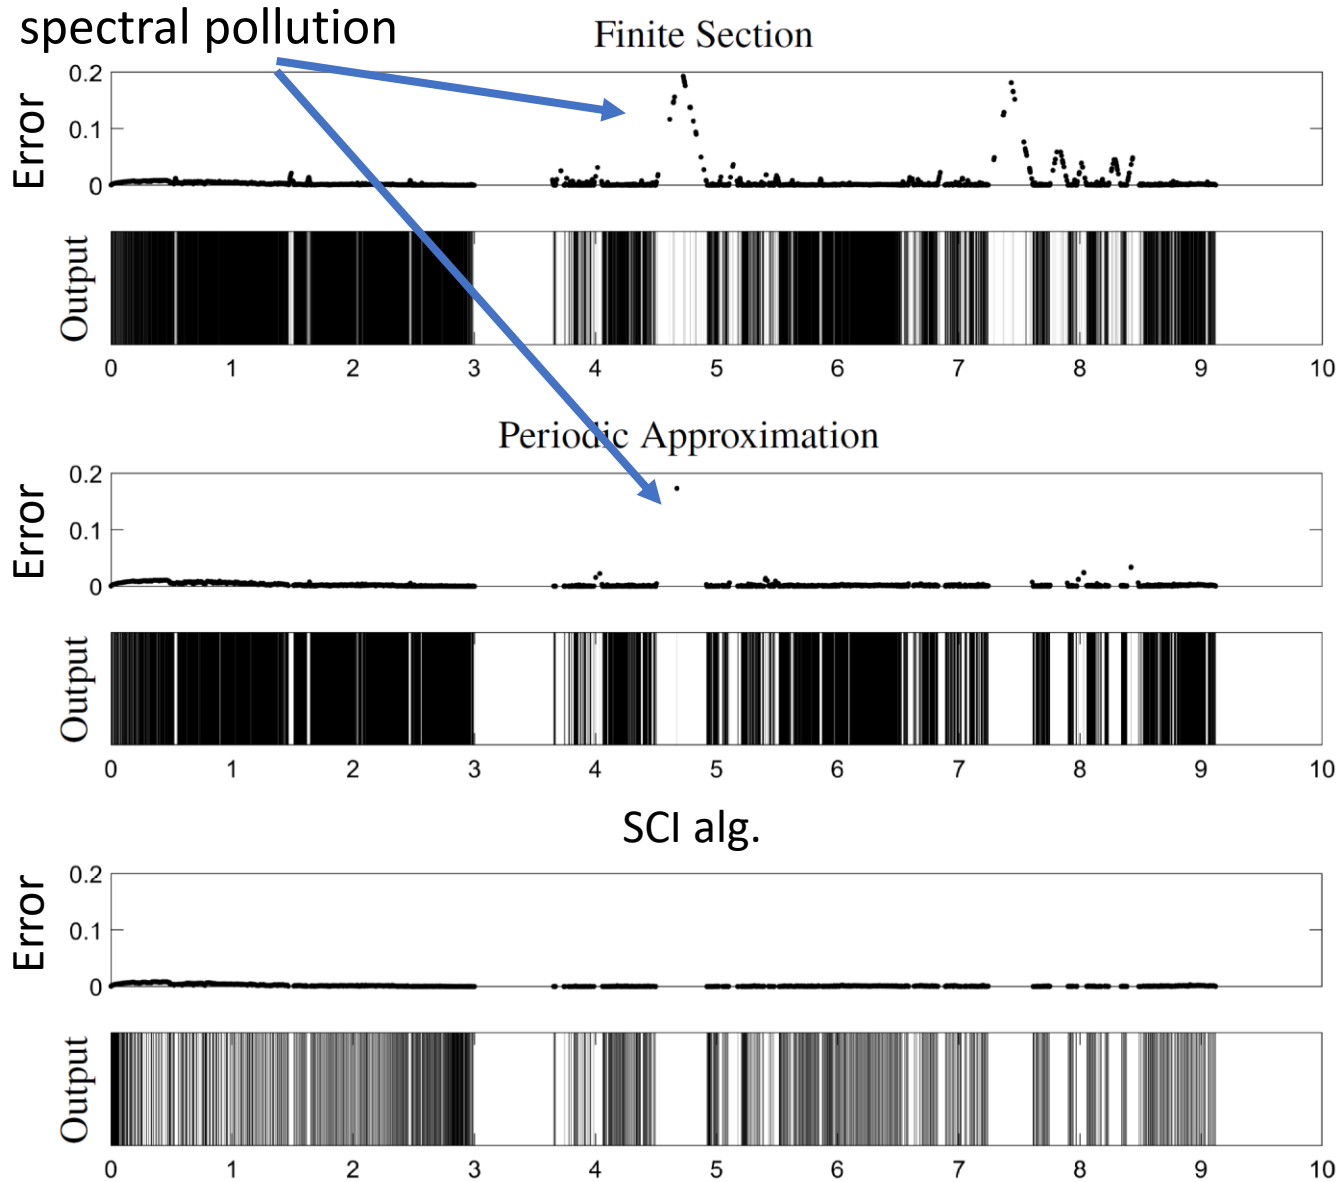 spectral pollution
Finite Section
Error
0.2
0.1
0
Output
0 1 2 3 4 5 6 7 8 9 10
Periodic Approximation
Error
0.2
0.1
0
Output
0 1 2 3 4 5 6 7 8 9 10
SCI alg.
Error
0.2
0.1
0
Output
0 1 2 3 4 5 6 7 8 9 10